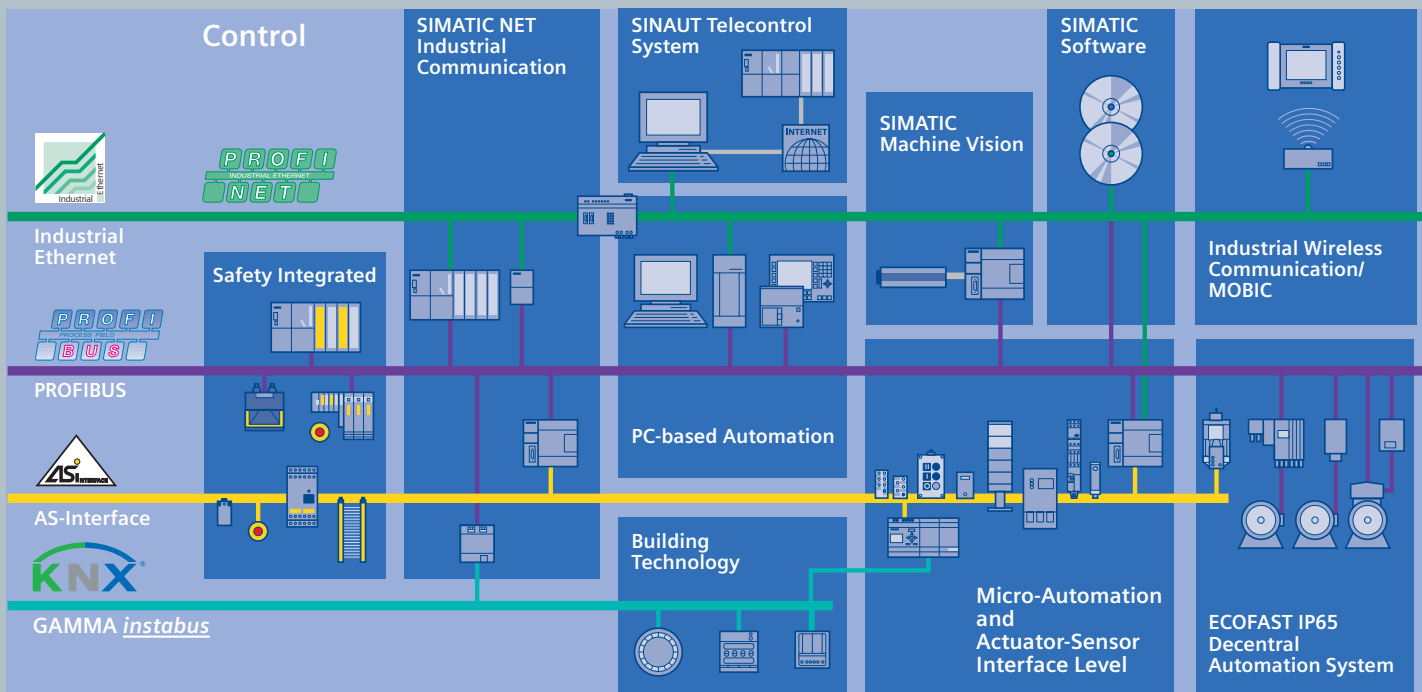 Control
SIMATIC NET
Industrial
Communication
SINAUT Telecontrol
System
INTERNET
SIMATIC
Machine Vision
SIMATIC
Software
Industrial
Ethernet
PROFI
INDUSTRIAL ETHERNET
NET
Industrial
Ethernet
Safety Integrated
Industrial Wireless
Communication/
MOBIC
PROFI
PROCESS FIELD
BUS
PROFIBUS
PC-based Automation
ASi
INTERFACE
AS-Interface
KNX®
GAMMA instabus
Building
Technology
Micro-Automation
and
Actuator-Sensor
Interface Level
ECOFAST IP65
Decentral
Automation System